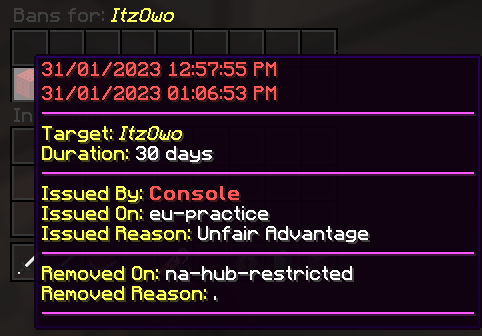 Bans for: ItzOwo
31/01/2023 12:57:55 PM
31/01/2023 01:06:53 PM
Target: ItzOwo
Duration: 30 days
Issued By: Console
Issued On: eu-practice
Issued Reason: Unfair Advantage
Removed On: na-hub-restricted
Removed Reason: .
In